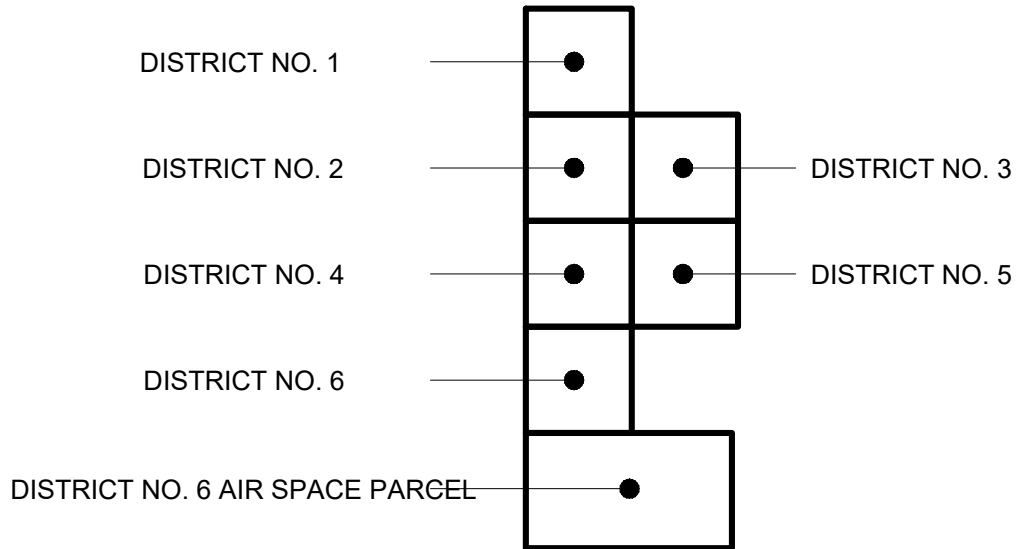 DISTRICT NO. 1
DISTRICT NO. 2
DISTRICT NO. 3
DISTRICT NO. 4
DISTRICT NO. 5
DISTRICT NO. 6
DISTRICT NO. 6 AIR SPACE PARCEL